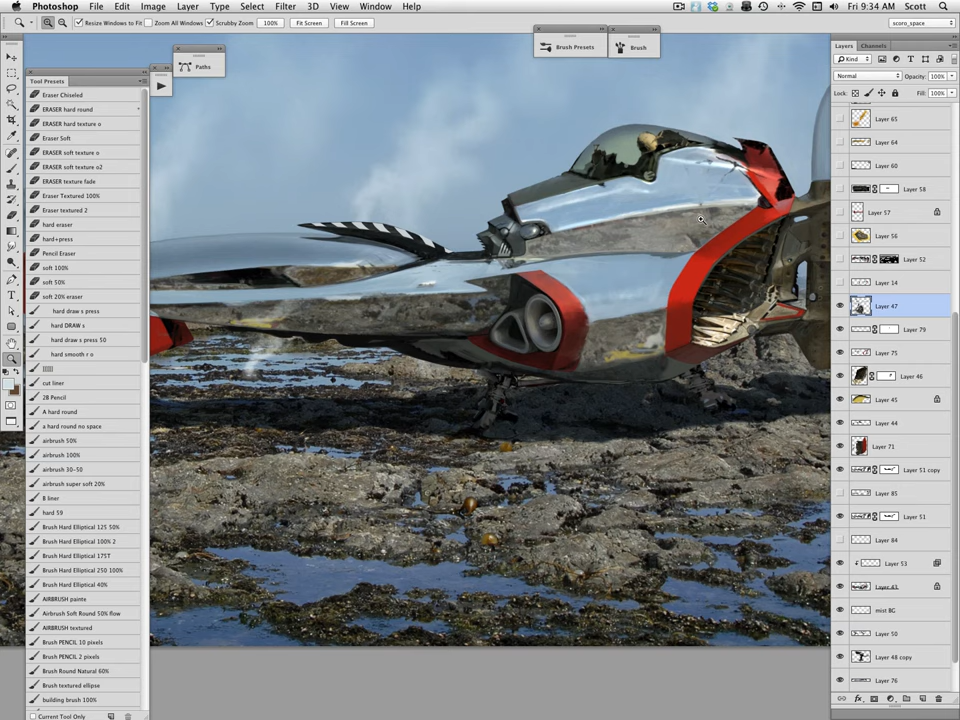 Photoshop File Edit Image Layer Type Select Filter 3D View Window Help
Fri 9:34 AM Scott
Resize Windows to Fit Zoom All Windows Scrubby Zoom 100% Fit Screen Fill Screen
scoro_space
Paths
Brush Presets
Brush
Tool Presets
Eraser Chiseled
ERASER hard round
ERASER hard texture o
Eraser Soft
ERASER soft texture o
ERASER soft texture o2
ERASER texture fade
Eraser Textured 100%
Eraser textured 2
hard eraser
hard+press
Pencil Eraser
soft 100%
soft 50%
soft 20% eraser
hard draw s press
hard DRAW s
hard draw s press 50
hard smooth r o
cut liner
2B Pencil
A hard round
a hard round no space
airbrush 50%
airbrush 100%
airbrush 30-50
airbrush super soft 20%
B liner
hard 59
Brush Hard Elliptical 125 50%
Brush Hard Elliptical 100% 2
Brush Hard Elliptical 175T
Brush Hard Elliptical 250 100%
Brush Hard Elliptical 40%
AIRBRUSH painte
Airbrush Soft Round 50% flow
AIRBRUSH textured
Brush PENCIL 10 pixels
Brush PENCIL 2 pixels
Brush Round Natural 60%
Brush textured ellipse
building brush 100%
Current Tool Only
Layers Channels
Kind
Normal Opacity: 100%
Lock: Fill: 100%
Layer 65
Layer 64
Layer 60
Layer 58
Layer 57
Layer 56
Layer 52
Layer 14
Layer 47
Layer 79
Layer 75
Layer 46
Layer 45
Layer 44
Layer 71
Layer 51 copy
Layer 85
Layer 51
Layer 84
Layer 53
Layer 43
mist BG
Layer 50
Layer 48 copy
Layer 76